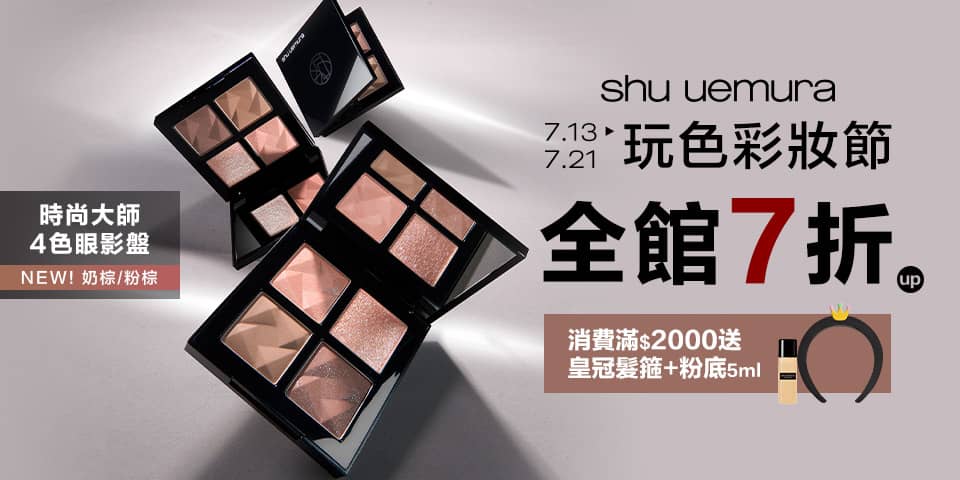 shu uemura
shu uemura
7.13▸
7.21
玩色彩妝節
全館7折
up
時尚大師
4色眼影盤
NEW! 奶棕/粉棕
消費滿$2000送
皇冠髮箍+粉底5ml